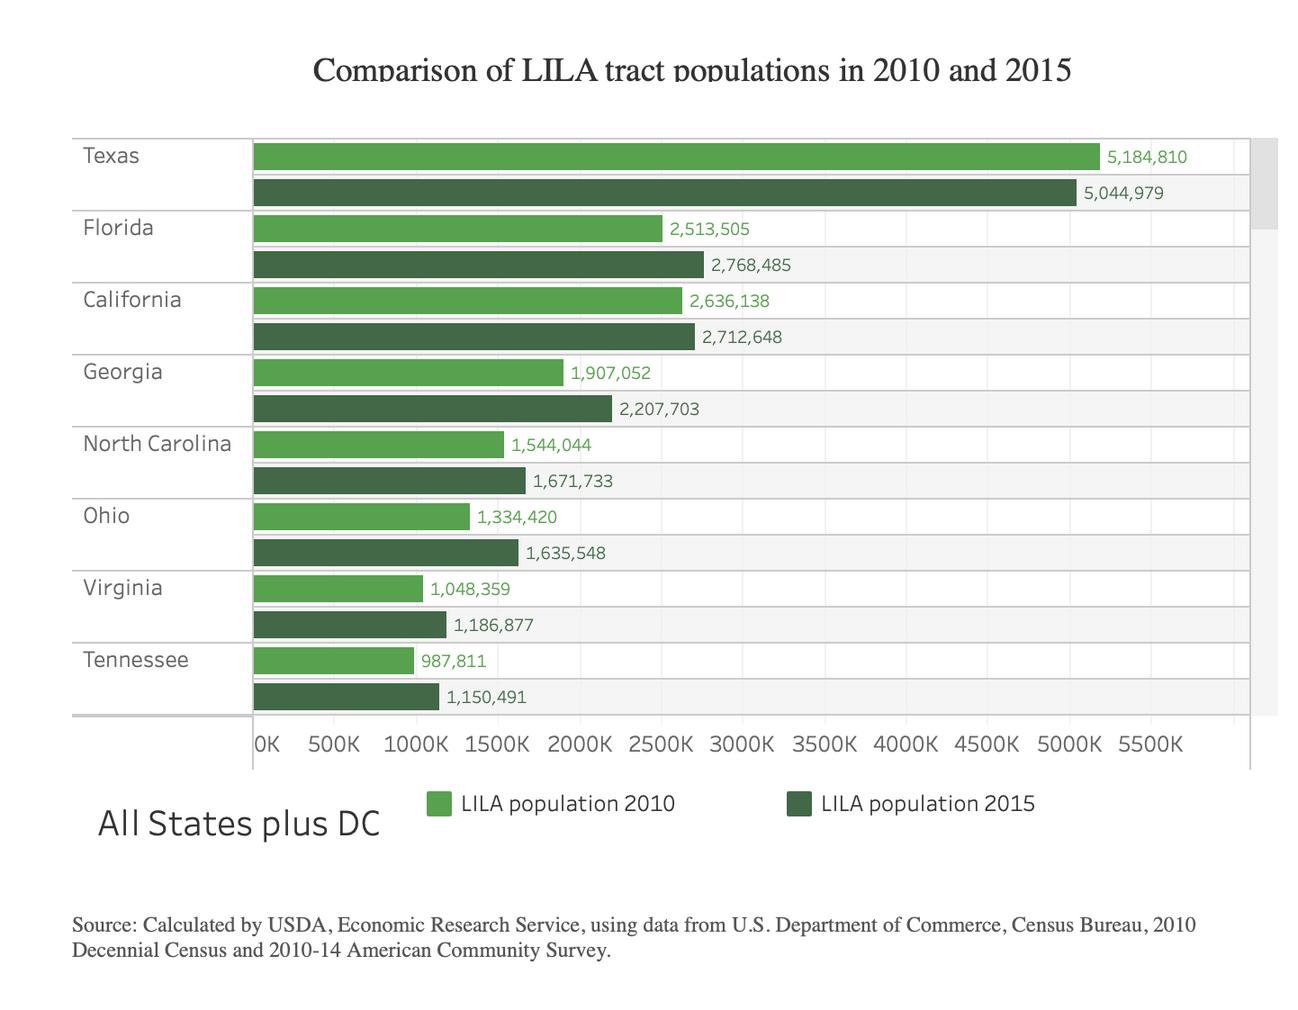 Comparison of LILA tract populations in 2010 and 2015
Texas
5,184,810
5,044,979
Florida
2,513,505
2,768,485
California
2,636,138
2,712,648
Georgia
1,907,052
2,207,703
North Carolina
1,544,044
1,671,733
Ohio
1,334,420
1,635,548
Virginia
1,048,359
1,186,877
Tennessee
987,811
1,150,491
0K 500K 1000K 1500K 2000K 2500K 3000K 3500K 4000K 4500K 5000K 5500K
LILA population 2010 LILA population 2015
All States plus DC
Source: Calculated by USDA, Economic Research Service, using data from U.S. Department of Commerce, Census Bureau, 2010
Decennial Census and 2010-14 American Community Survey.